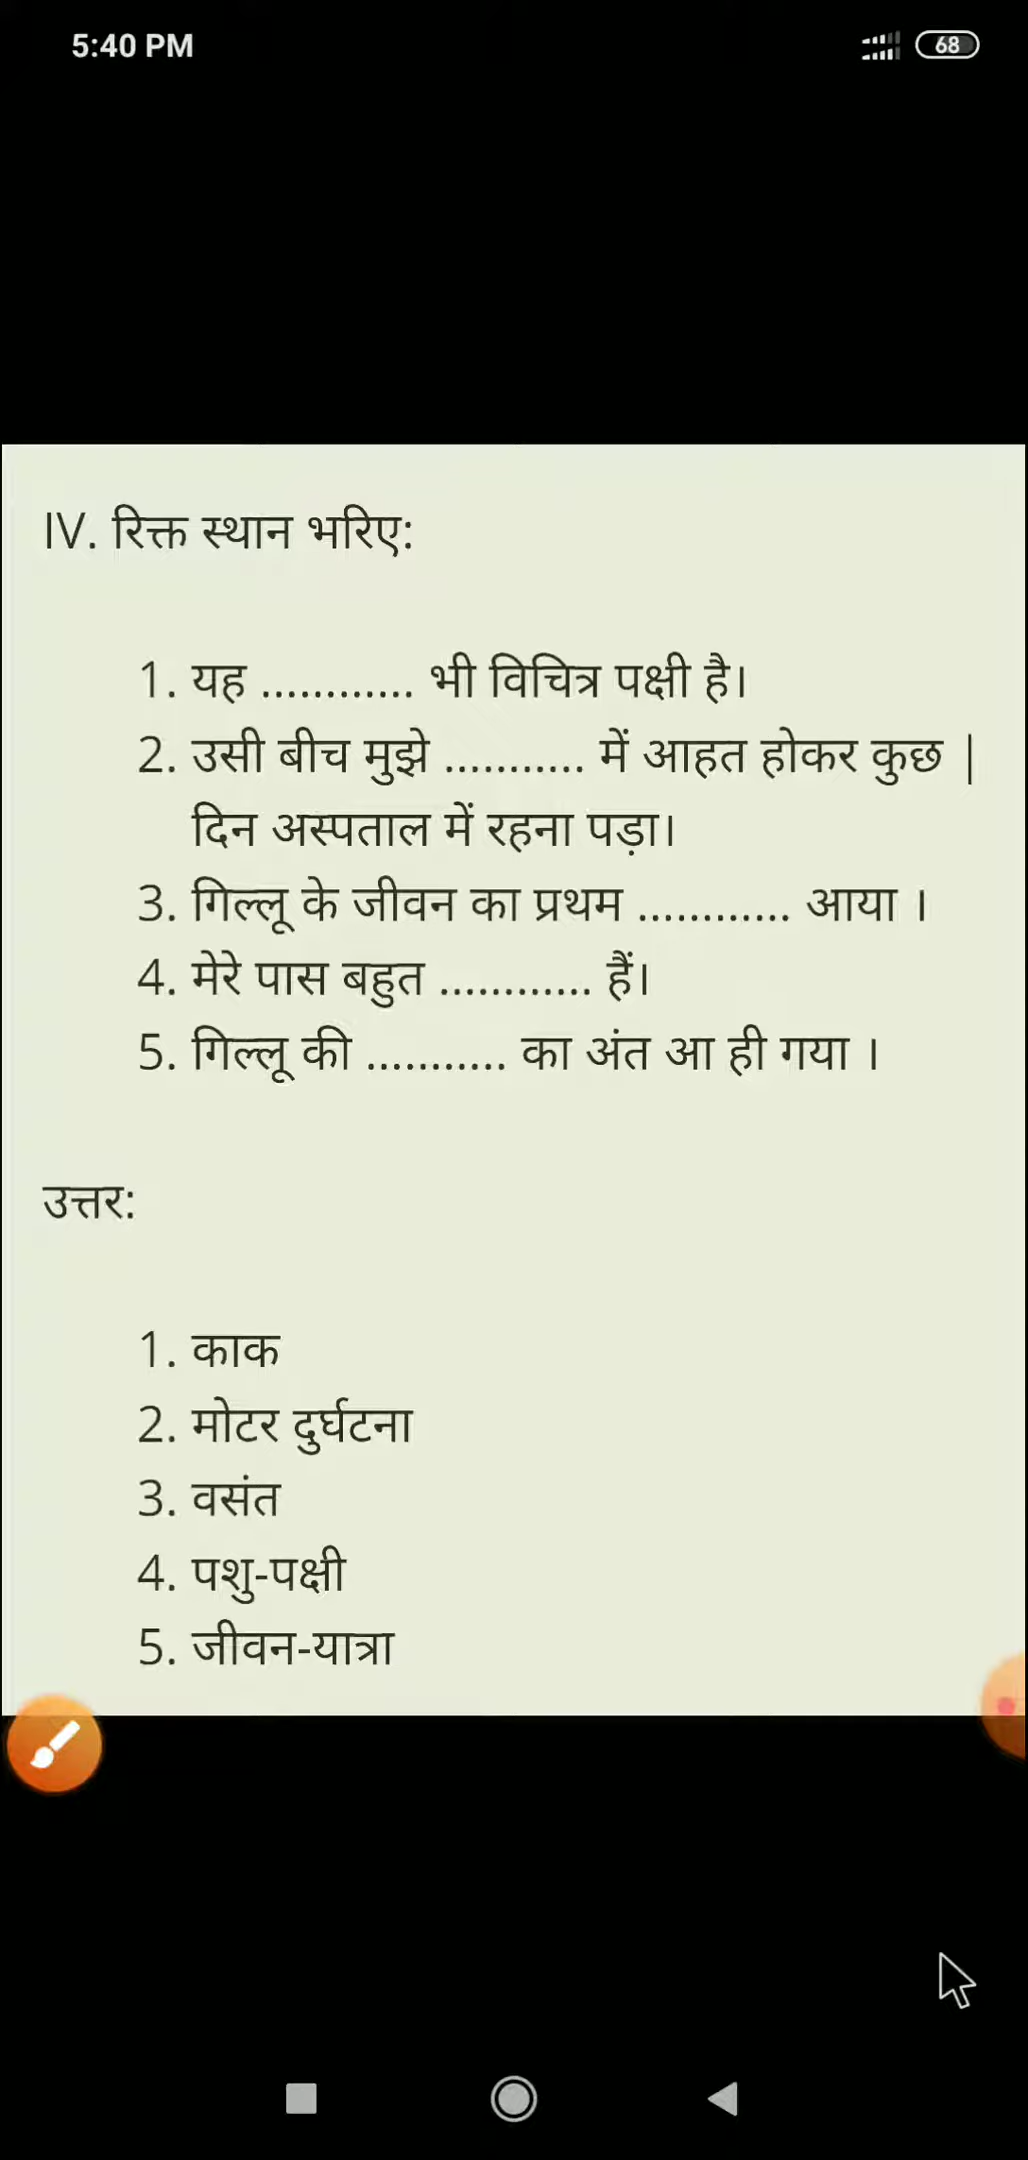 5:40 PM
68
IV. रिक्त स्थान भरिए:
1. यह ............ भी विचित्र पक्षी है।
2. उसी बीच मुझे ........... में आहत होकर कुछ |
दिन अस्पताल में रहना पड़ा।
3. गिल्लू के जीवन का प्रथम ............ आया ।
4. मेरे पास बहुत ............ हैं।
5. गिल्लू की ........... का अंत आ ही गया ।
उत्तर:
1. काक
2. मोटर दुर्घटना
3. वसंत
4. पशु-पक्षी
5. जीवन-यात्रा